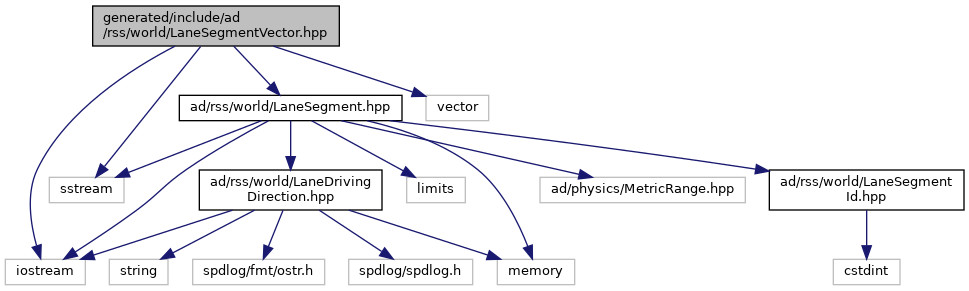 generated/include/ad
/rss/world/LaneSegmentVector.hpp
ad/rss/world/LaneSegment.hpp
vector
sstream
ad/rss/world/LaneDriving
Direction.hpp
limits
ad/physics/MetricRange.hpp
ad/rss/world/LaneSegment
Id.hpp
iostream
string
spdlog/fmt/ostr.h
spdlog/spdlog.h
memory
cstdint